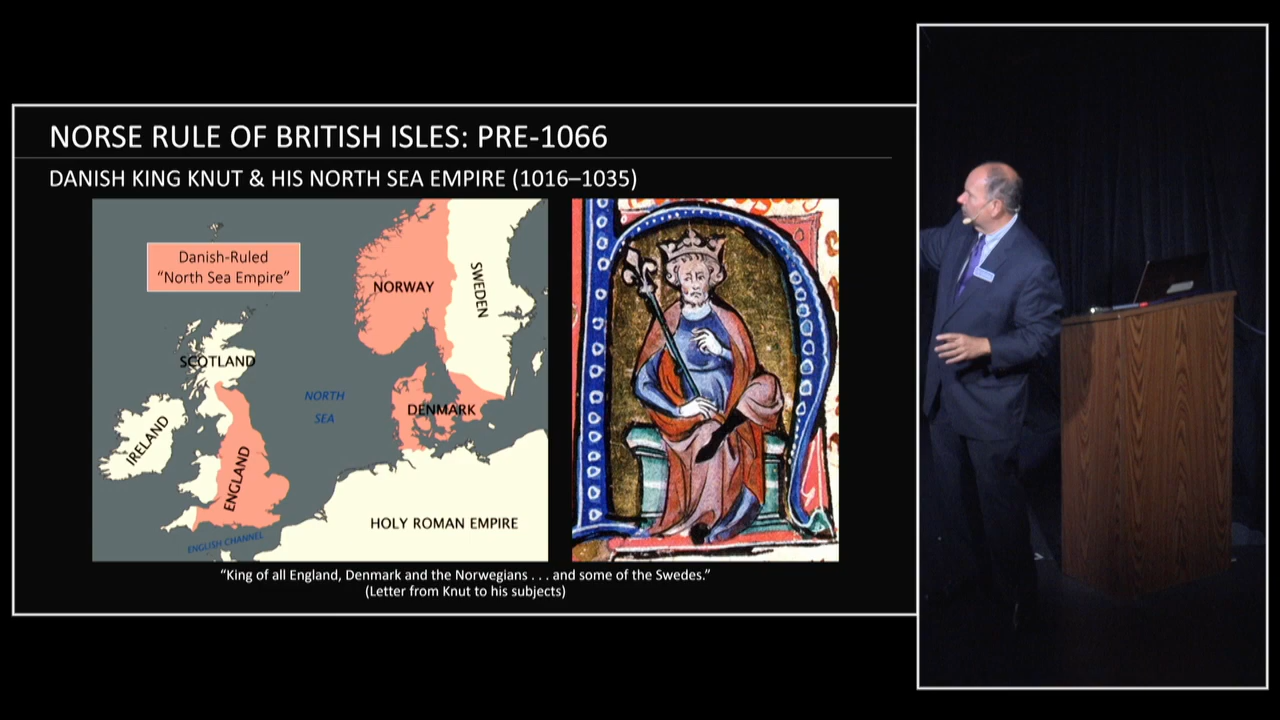 NORSE RULE OF BRITISH ISLES: PRE-1066
DANISH KING KNUT & HIS NORTH SEA EMPIRE (1016–1035)
Danish-Ruled
“North Sea Empire”
NORWAY
SWEDEN
SCOTLAND
NORTH
SEA
DENMARK
IRELAND
ENGLAND
HOLY ROMAN EMPIRE
ENGLISH CHANNEL
“King of all England, Denmark and the Norwegians . . . and some of the Swedes.”
(Letter from Knut to his subjects)